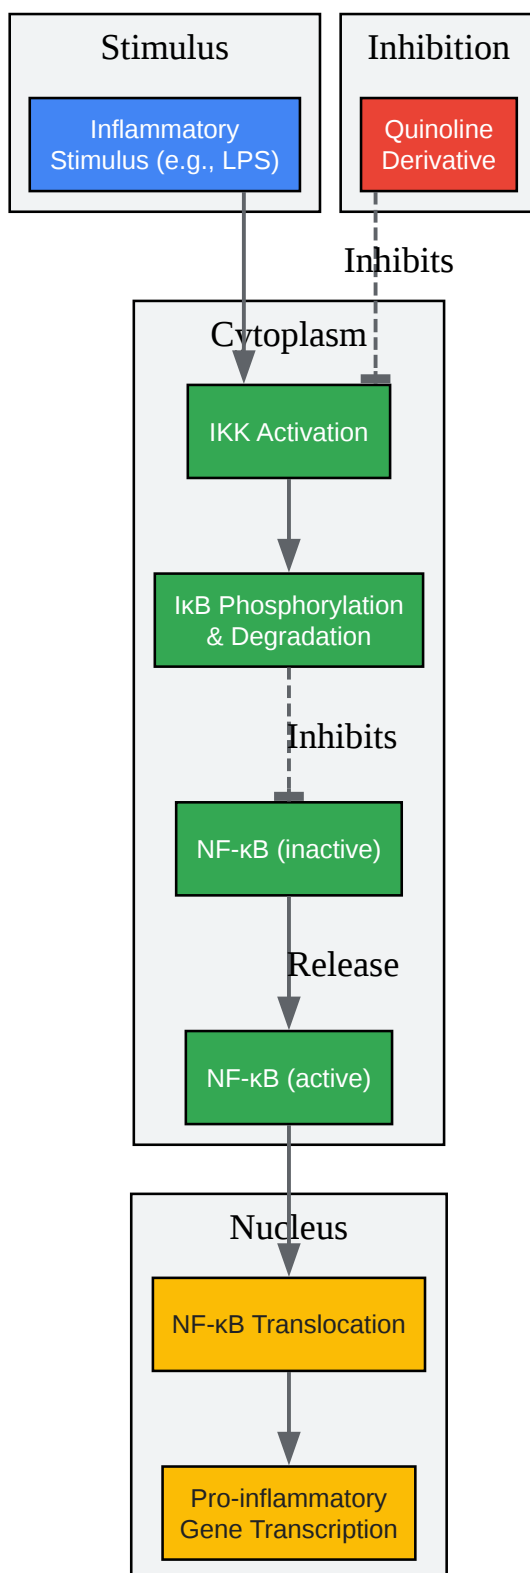 Stimulus
Inhibition
Inflammatory
Stimulus (e.g., LPS)
Quinoline
Derivative
Inhibits
Cytoplasm
IKK Activation
IκB Phosphorylation
& Degradation
Inhibits
NF-κB (inactive)
Release
NF-κB (active)
Nucleus
NF-κB Translocation
Pro-inflammatory
Gene Transcription